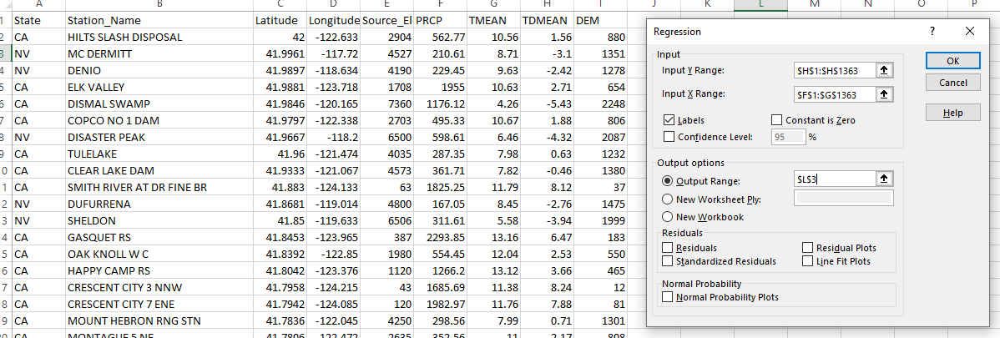 A B C D E F G H I J K L M N O P
1 State Station_Name Latitude Longitude Source_El PRCP TMEAN TDMEAN DEM
2 CA HILTS SLASH DISPOSAL 42 -122.633 2904 562.77 10.56 1.56 880
3 NV MC DERMITT 41.9961 -117.72 4527 210.61 8.71 -3.1 1351
4 NV DENIO 41.9897 -118.634 4190 229.45 9.63 -2.42 1278
5 CA ELK VALLEY 41.9881 -123.718 1708 1955 10.63 2.71 654
6 CA DISMAL SWAMP 41.9846 -120.165 7360 1176.12 4.26 -5.43 2248
7 CA COPCO NO 1 DAM 41.9797 -122.338 2703 495.33 10.67 1.88 806
8 NV DISASTER PEAK 41.9667 -118.2 6500 598.61 6.46 -4.32 2087
9 CA TULELAKE 41.96 -121.474 4035 287.35 7.98 0.63 1232
0 CA CLEAR LAKE DAM 41.9333 -121.067 4573 361.71 7.82 -0.46 1380
1 CA SMITH RIVER AT DR FINE BR 41.883 -124.133 63 1825.25 11.79 8.12 37
2 NV DUFURRENA 41.8681 -119.014 4800 167.05 8.45 -2.76 1475
3 NV SHELDON 41.85 -119.633 6506 311.61 5.58 -3.94 1999
4 CA GASQUET RS 41.8453 -123.965 387 2293.85 13.16 6.47 183
5 CA OAK KNOLL W C 41.8392 -122.85 1980 554.45 12.04 2.53 550
6 CA HAPPY CAMP RS 41.8042 -123.376 1120 1266.2 13.12 3.66 465
7 CA CRESCENT CITY 3 NNW 41.7958 -124.215 43 1685.69 11.38 8.24 12
8 CA CRESCENT CITY 7 ENE 41.7942 -124.085 120 1982.97 11.76 7.88 81
9 CA MOUNT HEBRON RNG STN 41.7836 -122.045 4250 298.56 7.99 0.71 1301
0 CA MONTAGUE 5 NE 41.7806 -122.472 2635 352.56 11 2.17 808
Regression ? ×
Input
Input Y Range: $H$1:$H$1363
Input X Range: $F$1:$G$1363
Labels Constant is Zero
Confidence Level: 95 %
OK
Cancel
Help
Output options
Output Range: $L$3
New Worksheet Ply:
New Workbook
Residuals
Residuals Residual Plots
Standardized Residuals Line Fit Plots
Normal Probability
Normal Probability Plots